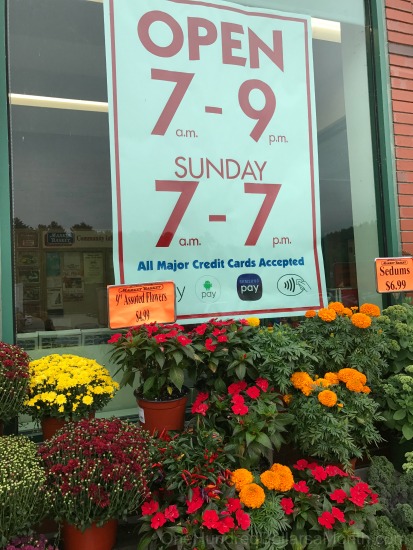 OPEN
7 - 9
a.m. p.m.
SUNDAY
7 - 7
a.m. p.m.
All Major Credit Cards Accepted
pay pay
9" Assorted Flowers
$4.99
Sedums
$6.99
OneHundredDollarsaMonth.com